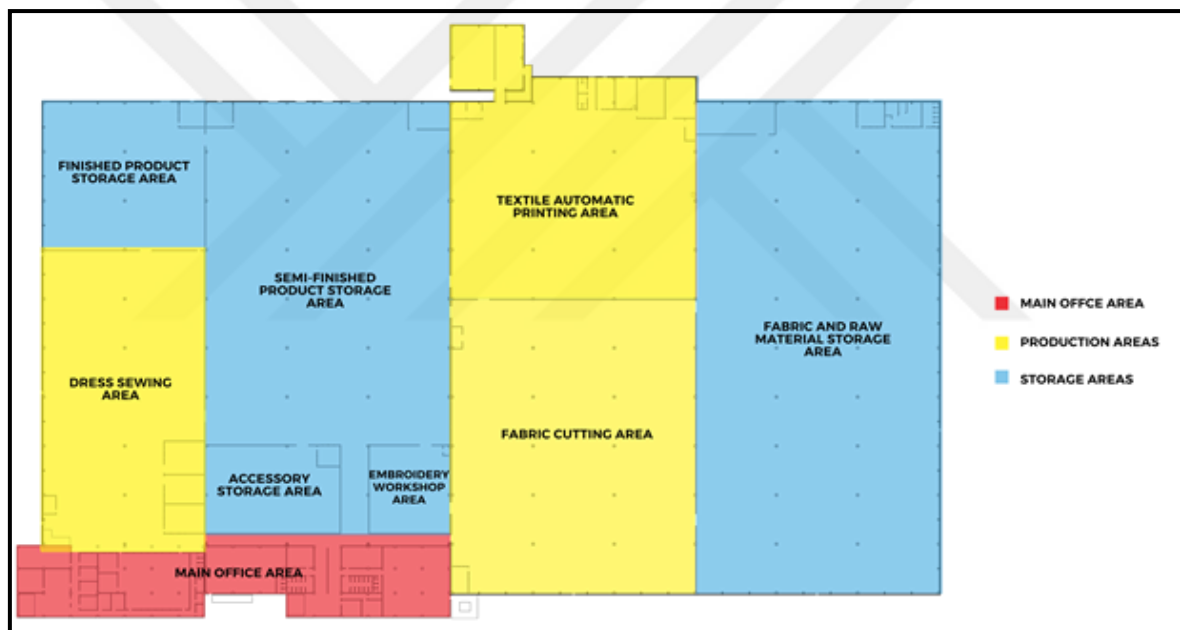 FINISHED PRODUCT
STORAGE AREA
TEXTILE AUTOMATIC
PRINTING AREA
SEMI-FINISHED
PRODUCT STORAGE
AREA
FABRIC AND RAW
MATERIAL STORAGE
AREA
DRESS SEWING
AREA
FABRIC CUTTING AREA
ACCESSORY
STORAGE AREA
EMBROIDERY
WORKSHOP
AREA
MAIN OFFICE AREA
MAIN OFFCE AREA
PRODUCTION AREAS
STORAGE AREAS